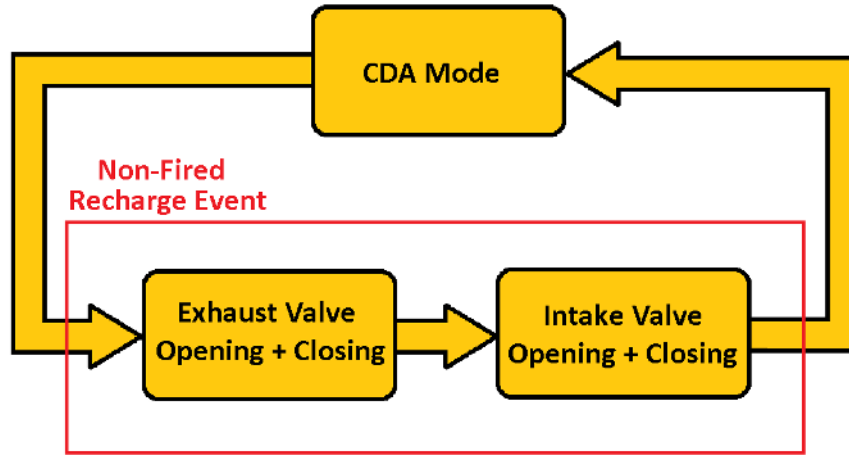 CDA Mode
Non-Fired
Recharge Event
Exhaust Valve
Opening + Closing
Intake Valve
Opening + Closing